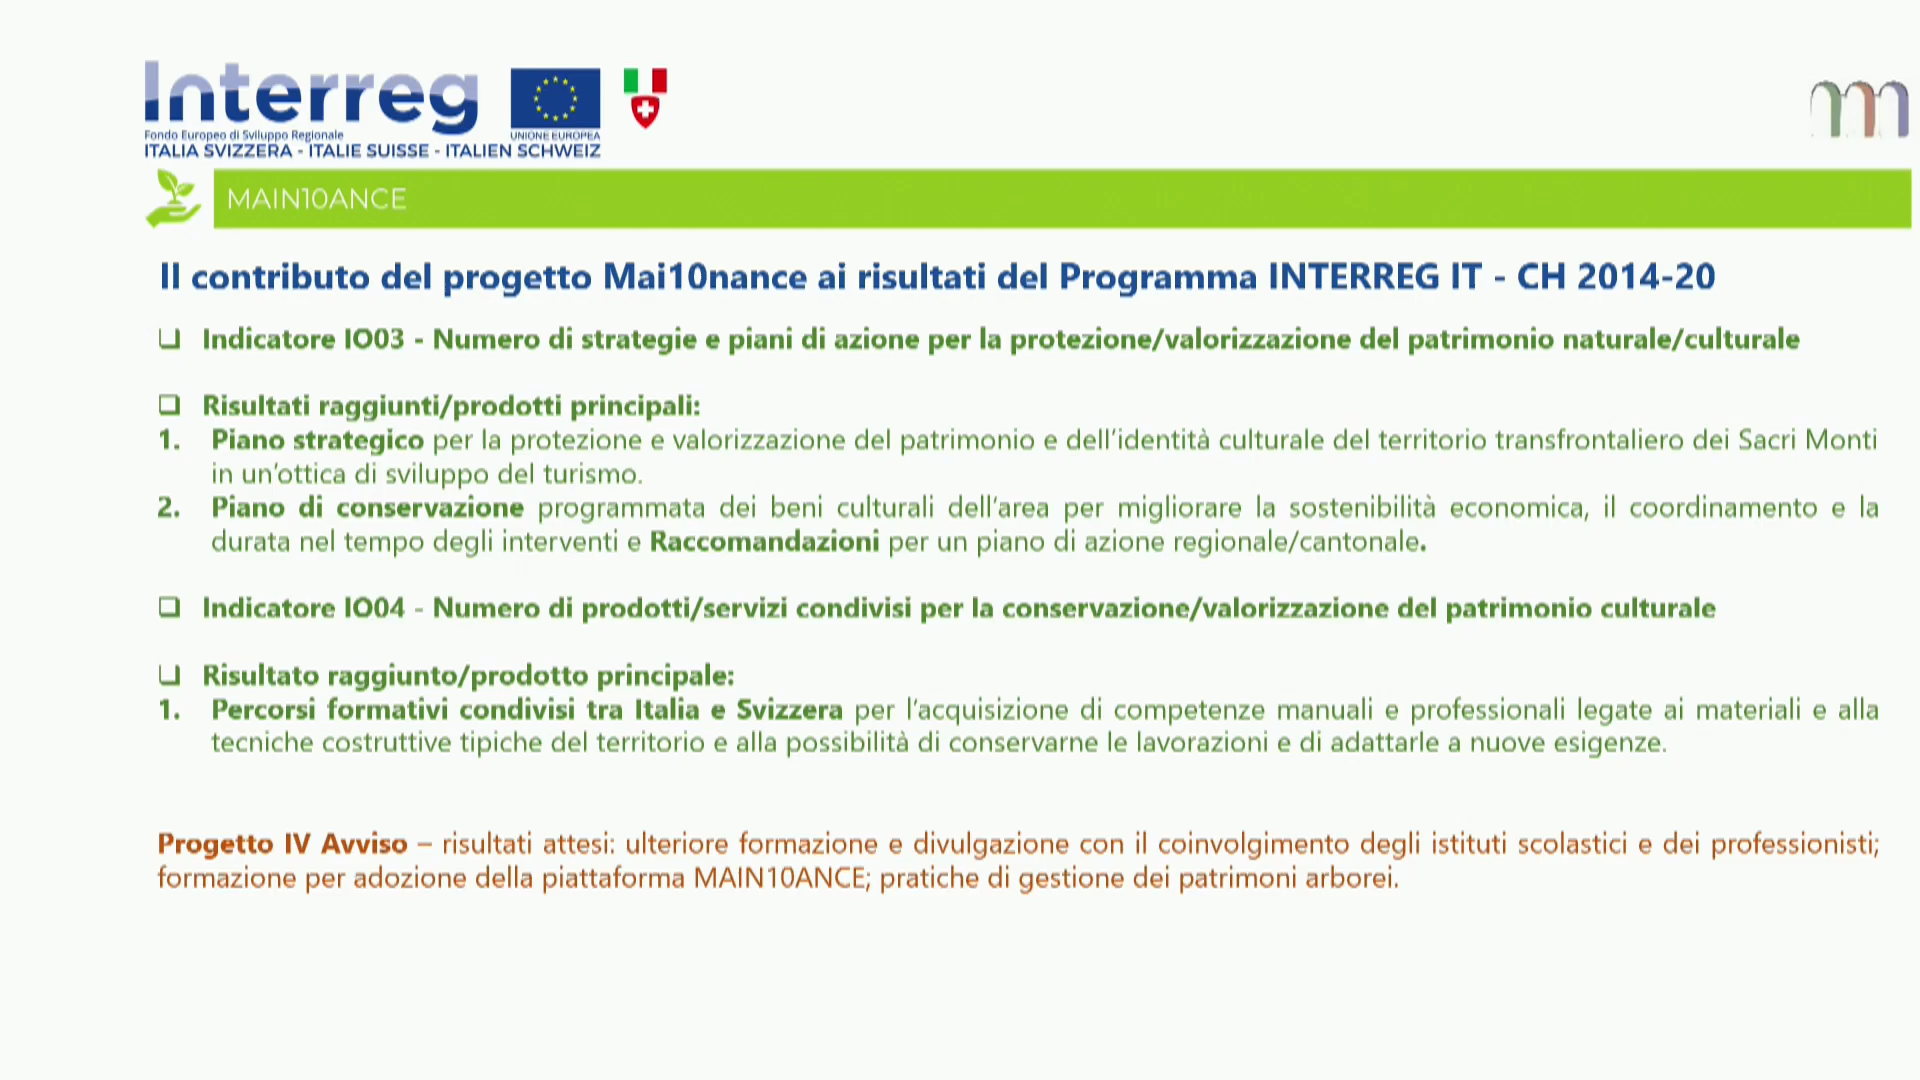 Interreg
Fondo Europeo di Sviluppo Regionale
UNIONE EUROPEA
ITALIA SVIZZERA - ITALIE SUISSE - ITALIEN SCHWEIZ
MAIN10ANCE
Il contributo del progetto Mai10nance ai risultati del Programma INTERREG IT - CH 2014-20
❑ Indicatore IO03 - Numero di strategie e piani di azione per la protezione/valorizzazione del patrimonio naturale/culturale
❑ Risultati raggiunti/prodotti principali:
1. Piano strategico per la protezione e valorizzazione del patrimonio e dell’identità culturale del territorio transfrontaliero dei Sacri Monti
in un’ottica di sviluppo del turismo.
2. Piano di conservazione programmata dei beni culturali dell’area per migliorare la sostenibilità economica, il coordinamento e la
durata nel tempo degli interventi e Raccomandazioni per un piano di azione regionale/cantonale.
❑ Indicatore IO04 - Numero di prodotti/servizi condivisi per la conservazione/valorizzazione del patrimonio culturale
❑ Risultato raggiunto/prodotto principale:
1. Percorsi formativi condivisi tra Italia e Svizzera per l’acquisizione di competenze manuali e professionali legate ai materiali e alla
tecniche costruttive tipiche del territorio e alla possibilità di conservarne le lavorazioni e di adattarle a nuove esigenze.
Progetto IV Avviso – risultati attesi: ulteriore formazione e divulgazione con il coinvolgimento degli istituti scolastici e dei professionisti;
formazione per adozione della piattaforma MAIN10ANCE; pratiche di gestione dei patrimoni arborei.